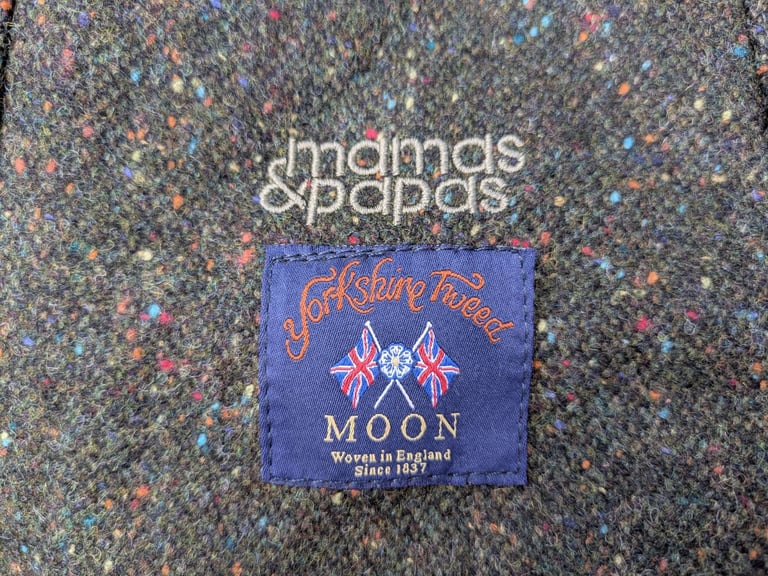 mamas
&papas
Yorkshire Tweed
MOON
Woven in England
Since 1837